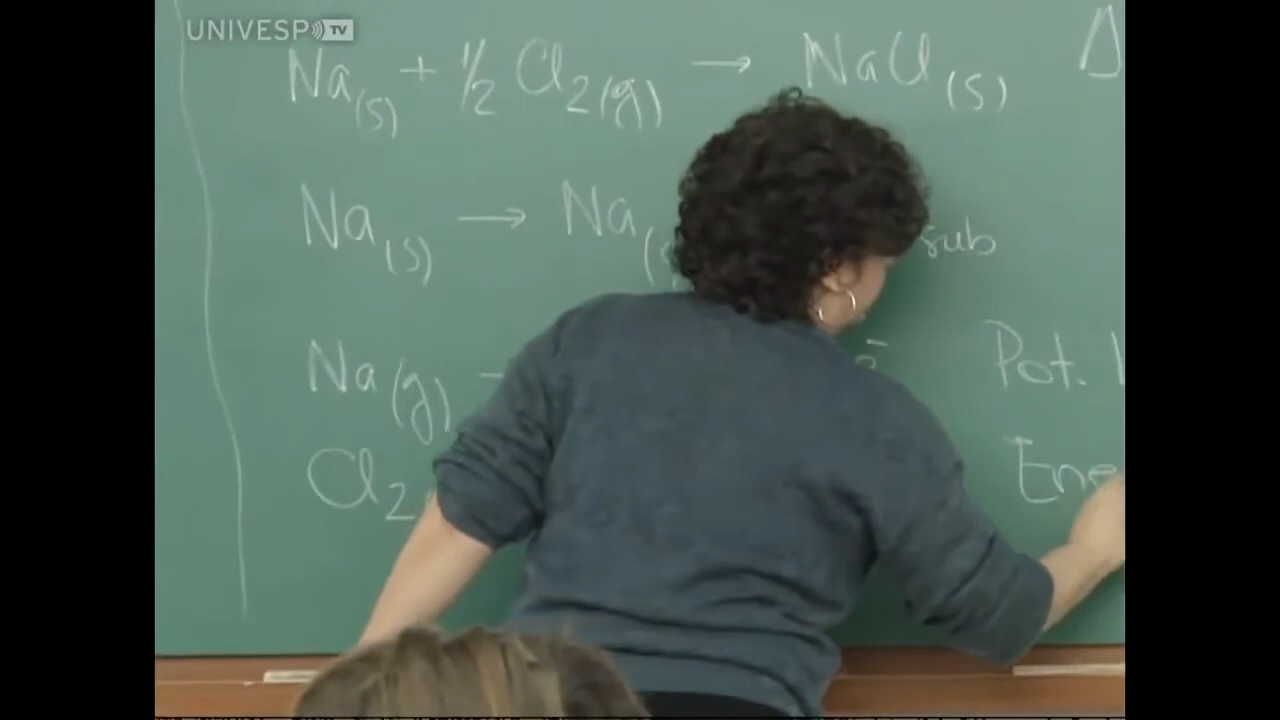 UNIVESP TV
Na(s) + ½ Cl2(g) → NaCl(s) Δ
Na(s) → Na( sub
Na(g) e⁻ Pot.
Cl2 Ene